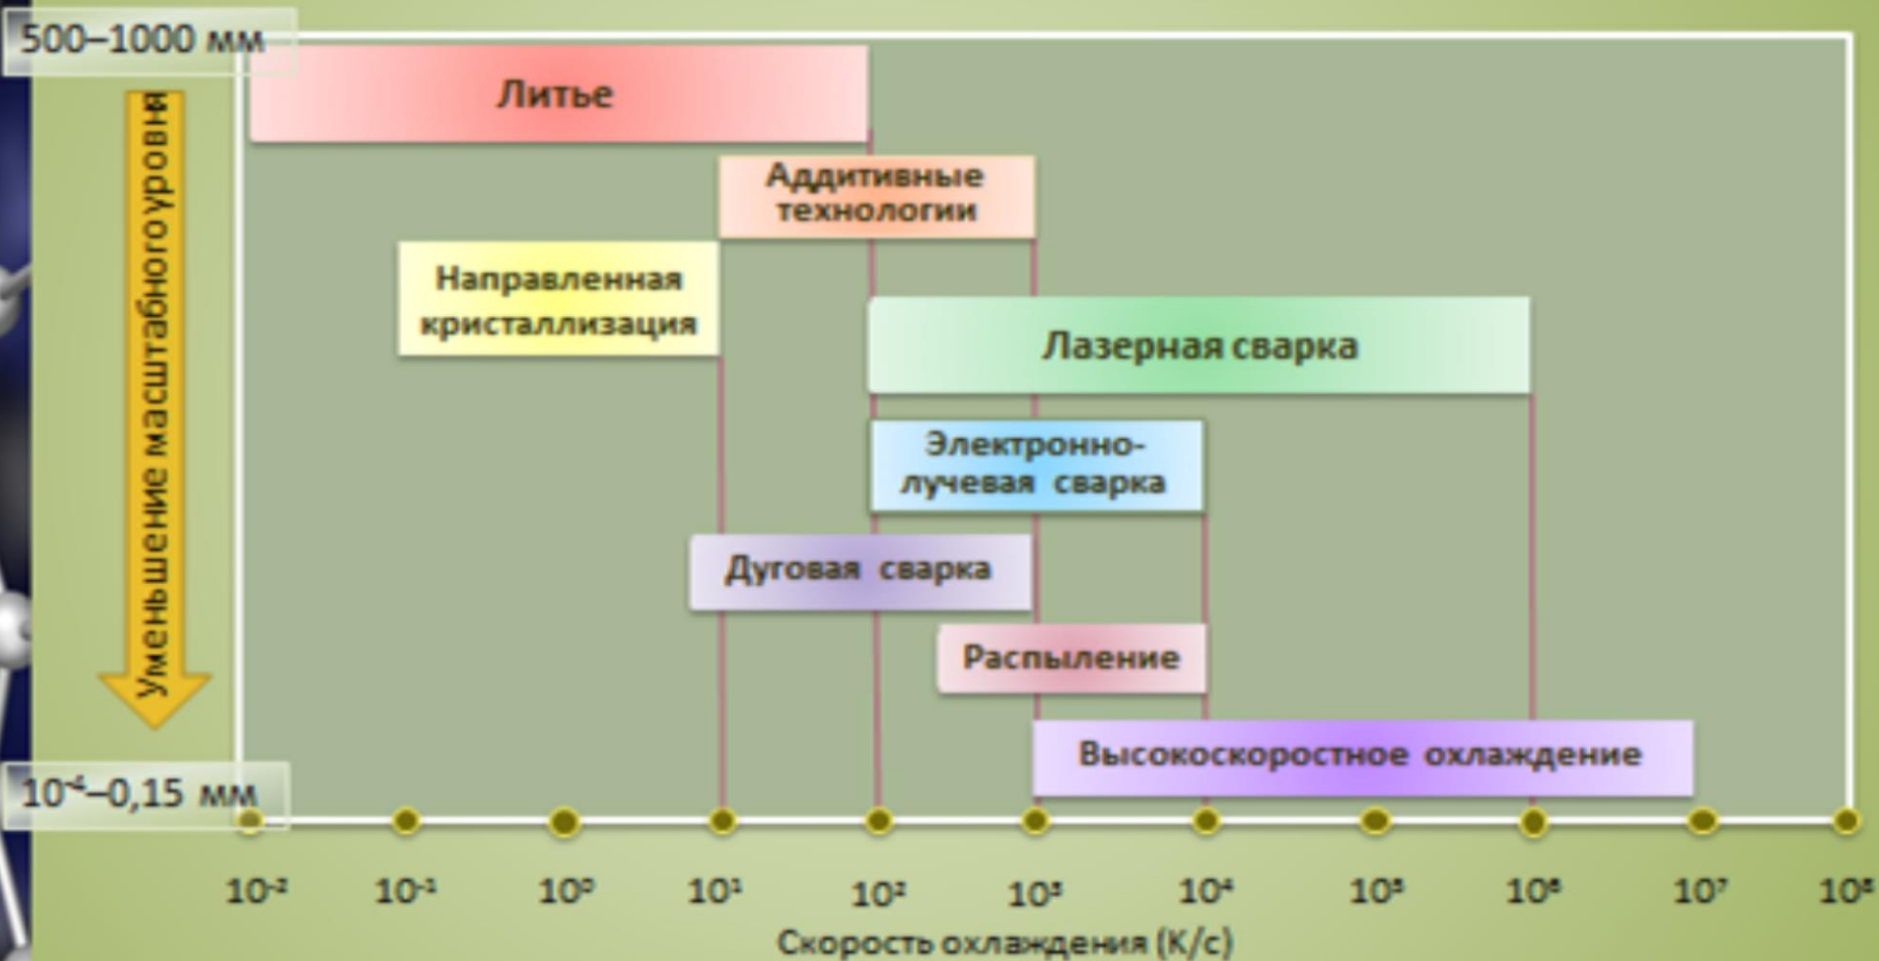 500–1000 мм
Уменьшение масштабного уровня
Литье
Аддитивные
технологии
Направленная
кристаллизация
Лазерная сварка
Электронно-
лучевая сварка
Дуговая сварка
Распыление
Высокоскоростное охлаждение
10⁻⁴–0,15 мм
10⁻² 10⁻¹ 10⁰ 10¹ 10² 10³ 10⁴ 10⁵ 10⁶ 10⁷ 10⁸
Скорость охлаждения (К/с)